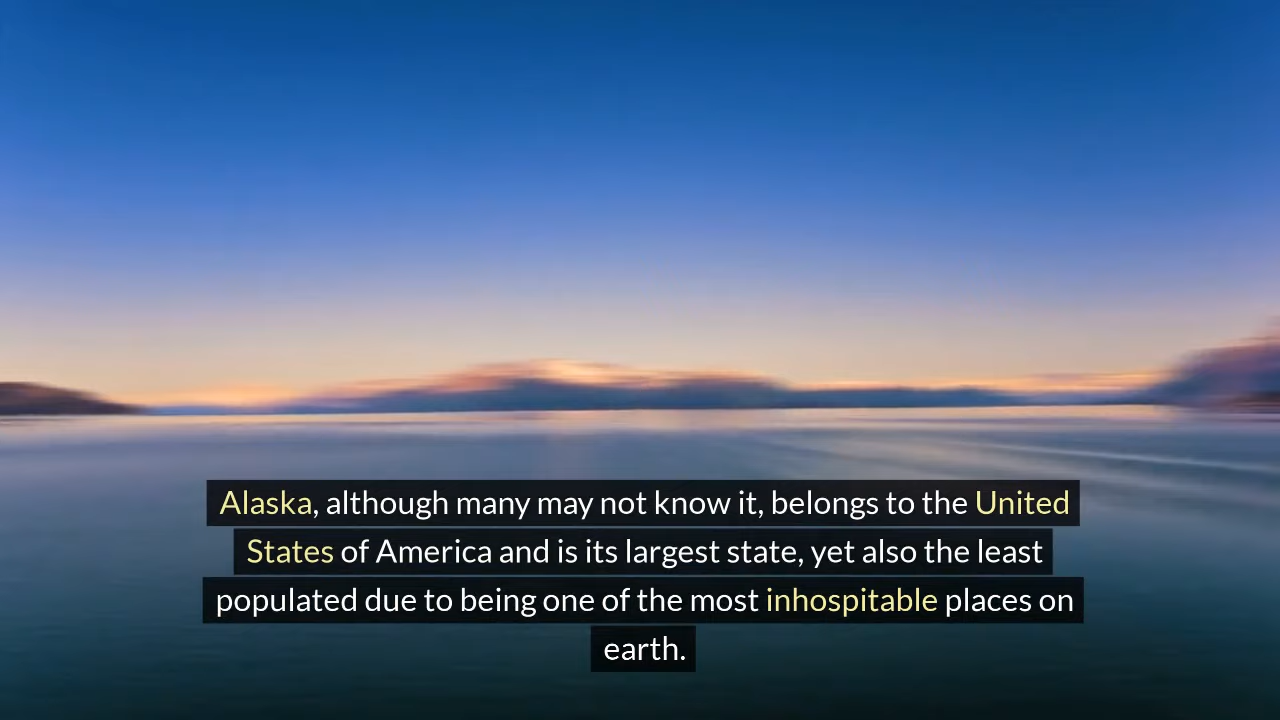 Alaska, although many may not know it, belongs to the United
States of America and is its largest state, yet also the least
populated due to being one of the most inhospitable places on
earth.